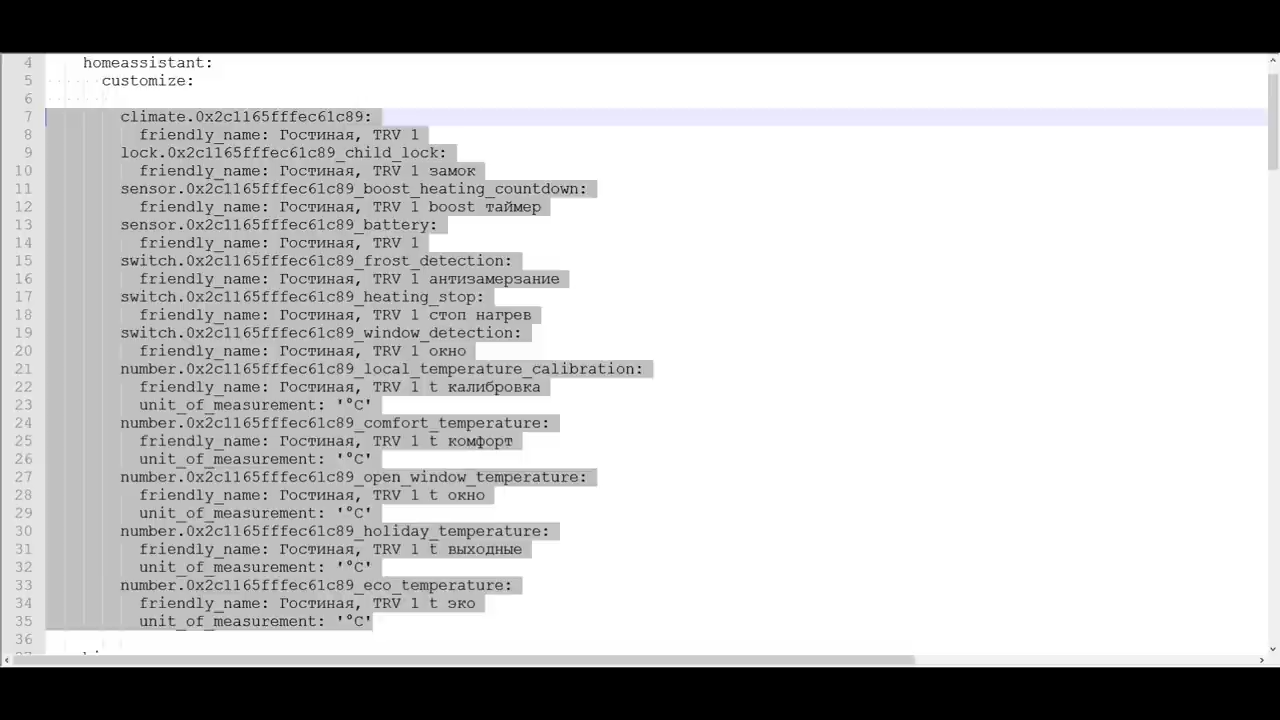 4 homeassistant:
5 customize:
6
7 climate.0x2c1165fffec61c89:
8 friendly_name: Гостиная, TRV 1
9 lock.0x2c1165fffec61c89_child_lock:
10 friendly_name: Гостиная, TRV 1 замок
11 sensor.0x2c1165fffec61c89_boost_heating_countdown:
12 friendly_name: Гостиная, TRV 1 boost таймер
13 sensor.0x2c1165fffec61c89_battery:
14 friendly_name: Гостиная, TRV 1
15 switch.0x2c1165fffec61c89_frost_detection:
16 friendly_name: Гостиная, TRV 1 антизамерзание
17 switch.0x2c1165fffec61c89_heating_stop:
18 friendly_name: Гостиная, TRV 1 стоп нагрев
19 switch.0x2c1165fffec61c89_window_detection:
20 friendly_name: Гостиная, TRV 1 окно
21 number.0x2c1165fffec61c89_local_temperature_calibration:
22 friendly_name: Гостиная, TRV 1 t калибровка
23 unit_of_measurement: '°C'
24 number.0x2c1165fffec61c89_comfort_temperature:
25 friendly_name: Гостиная, TRV 1 t комфорт
26 unit_of_measurement: '°C'
27 number.0x2c1165fffec61c89_open_window_temperature:
28 friendly_name: Гостиная, TRV 1 t окно
29 unit_of_measurement: '°C'
30 number.0x2c1165fffec61c89_holiday_temperature:
31 friendly_name: Гостиная, TRV 1 t выходные
32 unit_of_measurement: '°C'
33 number.0x2c1165fffec61c89_eco_temperature:
34 friendly_name: Гостиная, TRV 1 t эко
35 unit_of_measurement: '°C'
36